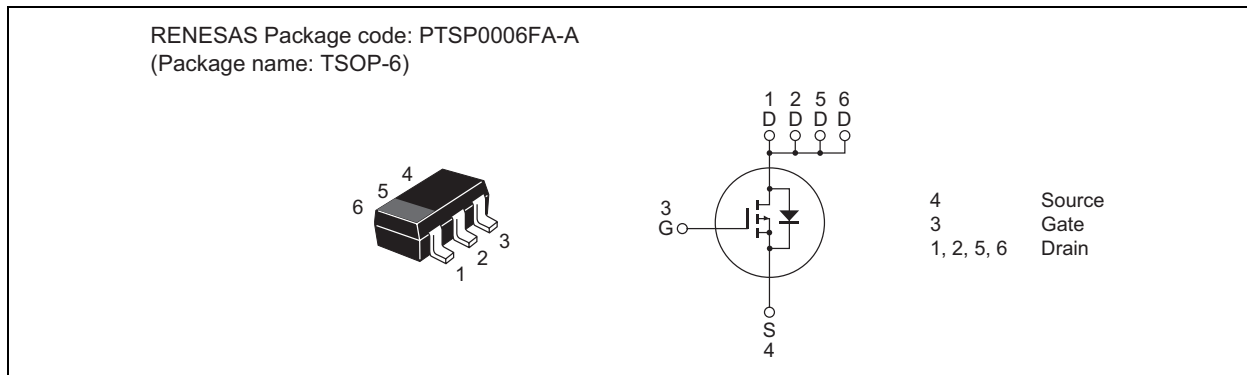 RENESAS Package code: PTSP0006FA-A
(Package name: TSOP-6)
4
5
6
3
2
1
1 2 5 6
D D D D
3
G
S
4
4 Source
3 Gate
1, 2, 5, 6 Drain